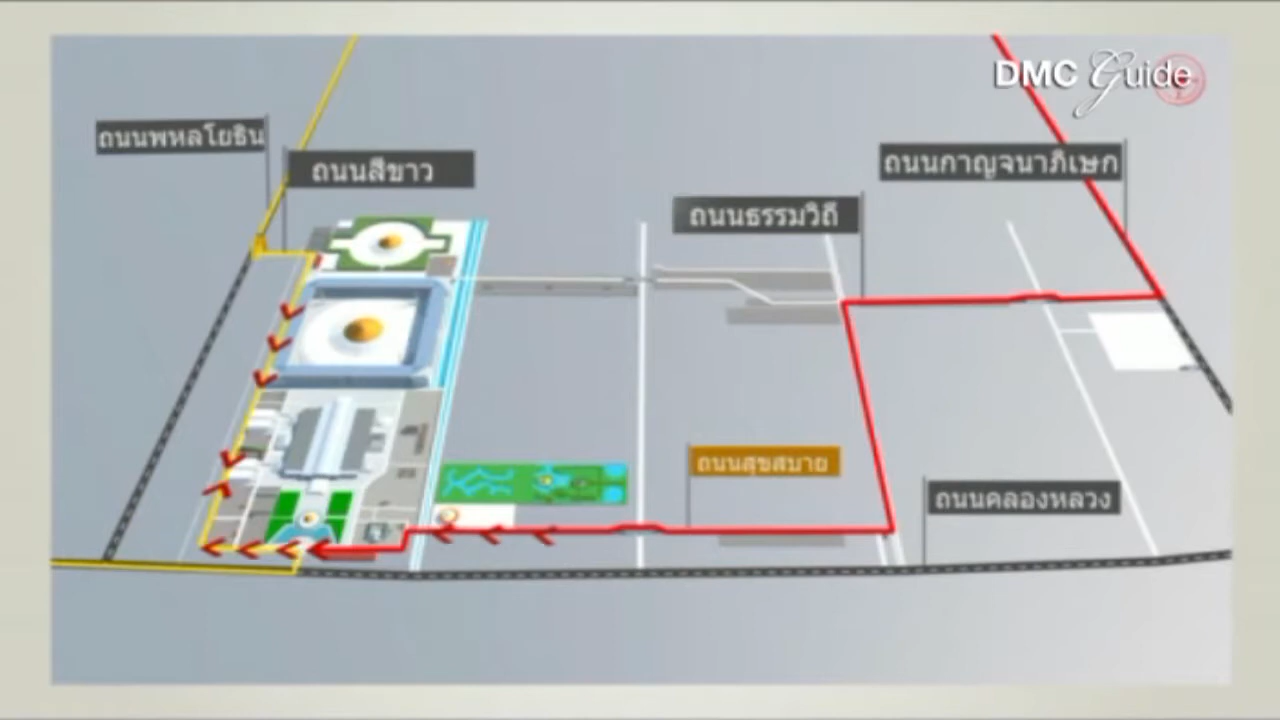 DMC Guide
ถนนพหลโยธิน
ถนนสีขาว
ถนนกาญจนาภิเษก
ถนนธรรมวิถี
ถนนสุขสบาย
ถนนคลองหลวง